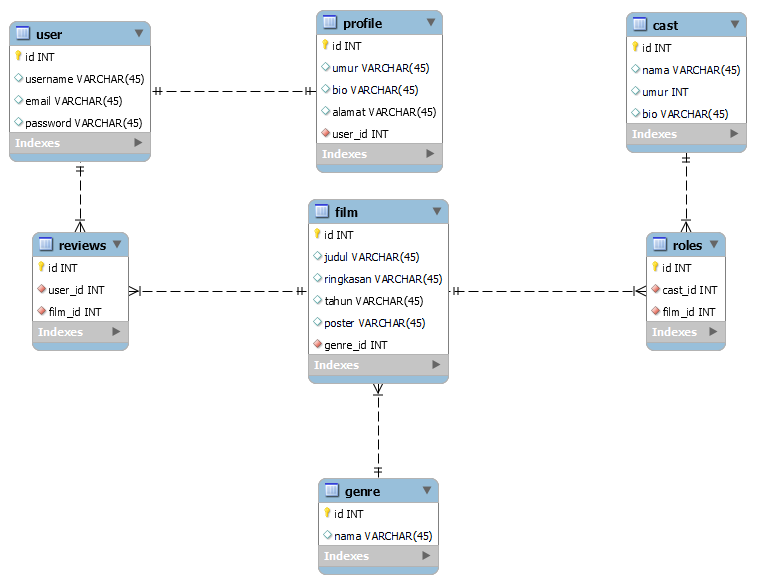 user
id INT
username VARCHAR(45)
email VARCHAR(45)
password VARCHAR(45)
Indexes
profile
id INT
umur VARCHAR(45)
bio VARCHAR(45)
alamat VARCHAR(45)
user_id INT
Indexes
cast
id INT
nama VARCHAR(45)
umur INT
bio VARCHAR(45)
Indexes
reviews
id INT
user_id INT
film_id INT
Indexes
film
id INT
judul VARCHAR(45)
ringkasan VARCHAR(45)
tahun VARCHAR(45)
poster VARCHAR(45)
genre_id INT
Indexes
roles
id INT
cast_id INT
film_id INT
Indexes
genre
id INT
nama VARCHAR(45)
Indexes